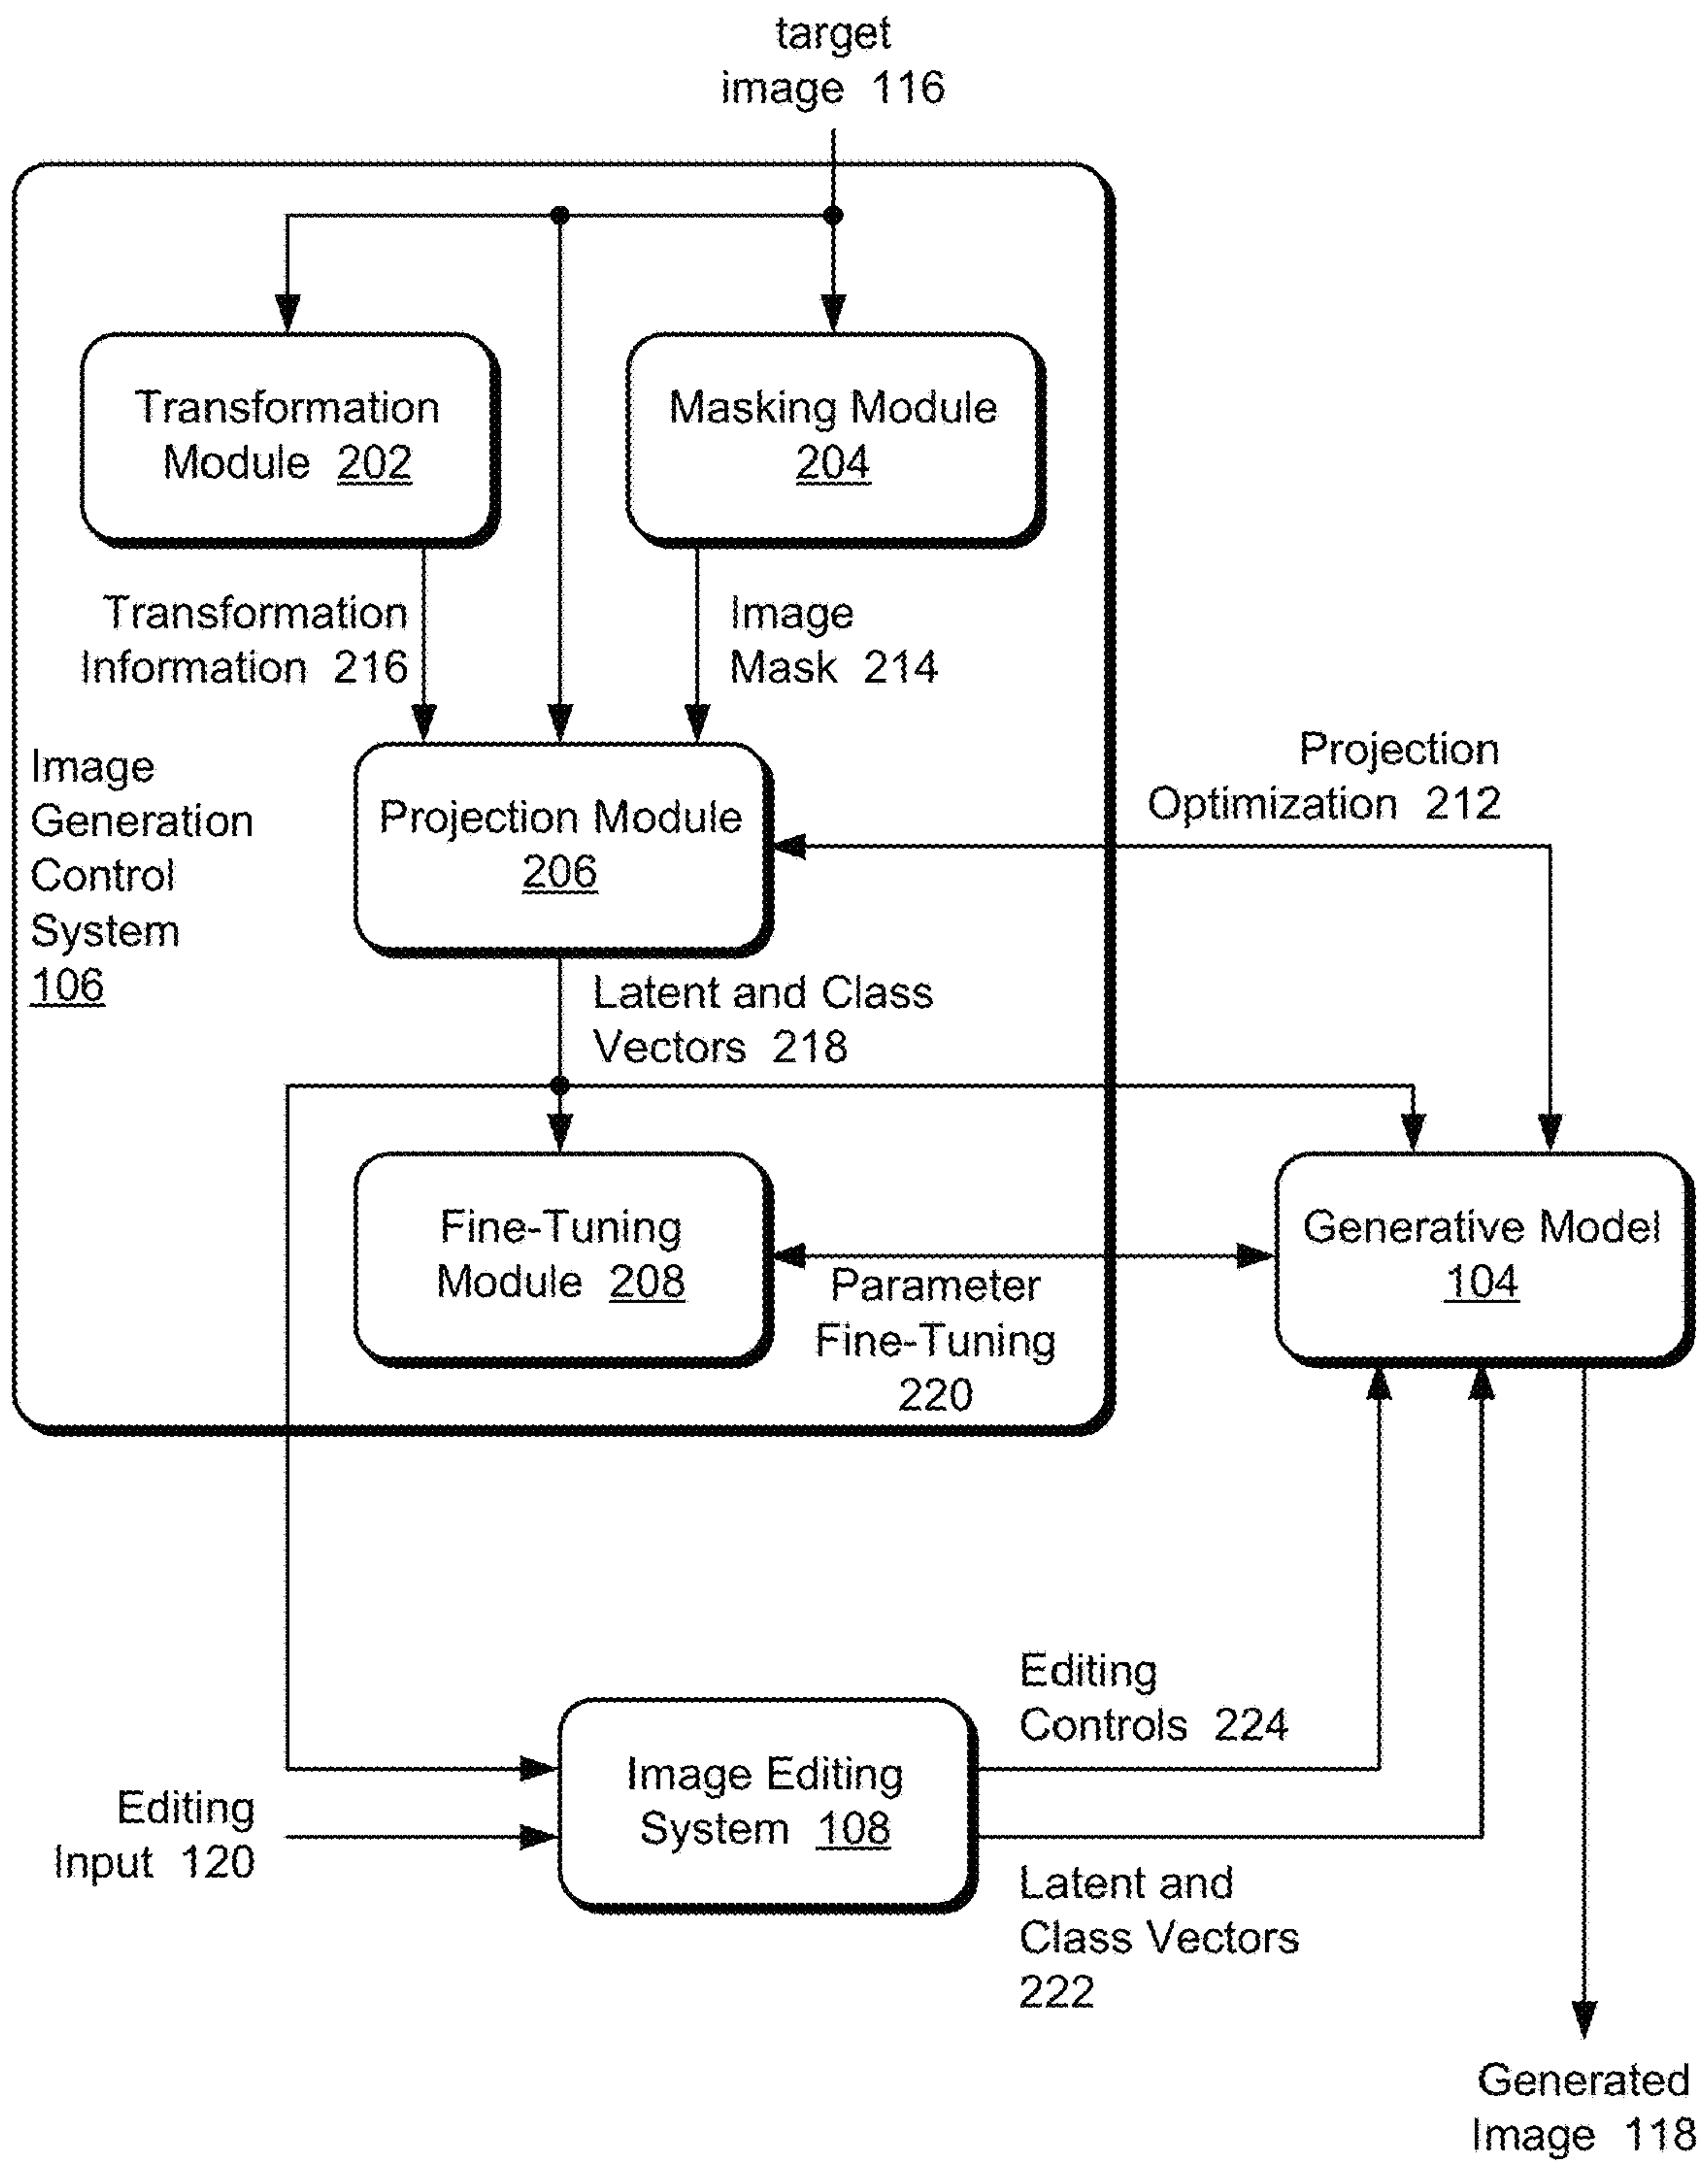 target
image 116
Transformation
Module 202
Masking Module
204
Transformation
Information 216
Image
Mask 214
Image
Generation
Control
System
106
Projection Module
206
Projection
Optimization 212
Latent and Class
Vectors 218
Fine-Tuning
Module 208
Parameter
Fine-Tuning
220
Generative Model
104
Editing
Controls 224
Image Editing
System 108
Editing
Input 120
Latent and
Class Vectors
222
Generated
Image 118